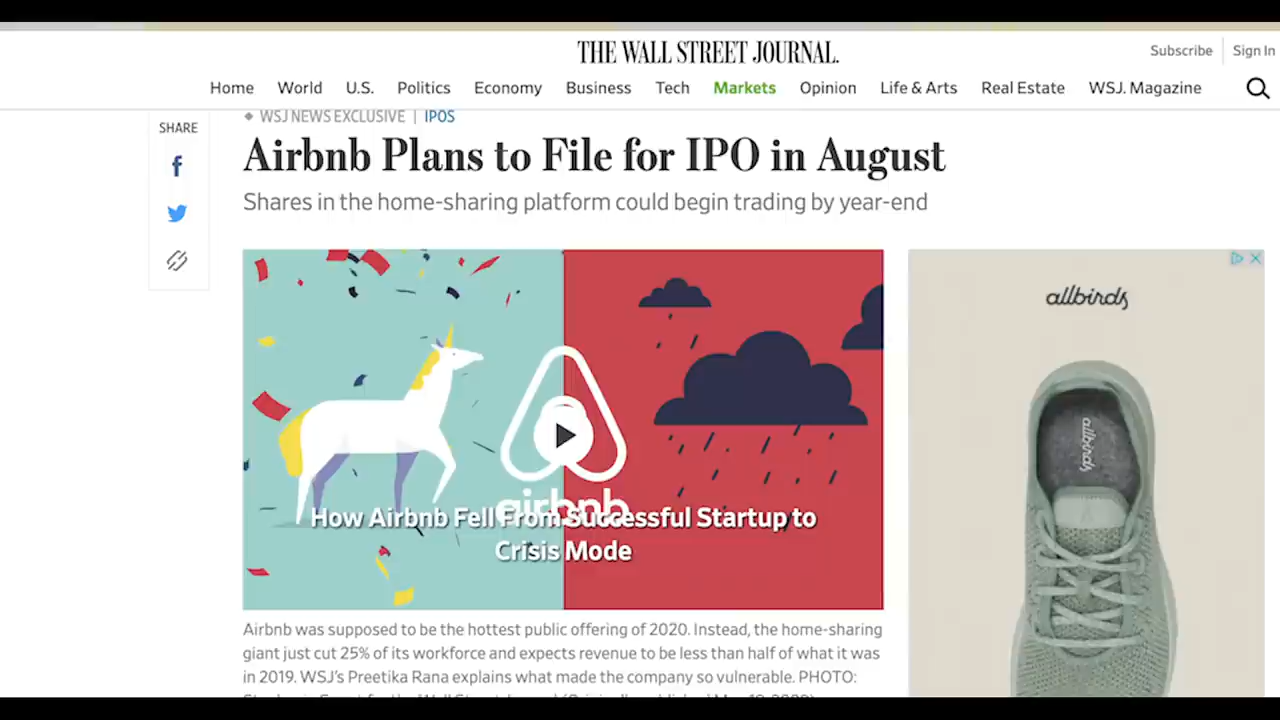 THE WALL STREET JOURNAL.
Subscribe Sign In
Home World U.S. Politics Economy Business Tech Markets Opinion Life & Arts Real Estate WSJ. Magazine
SHARE
WSJ NEWS EXCLUSIVE | IPOS
Airbnb Plans to File for IPO in August
Shares in the home-sharing platform could begin trading by year-end
airbnb
How Airbnb Fell From Successful Startup to
Crisis Mode
allbirds
allbirds
Airbnb was supposed to be the hottest public offering of 2020. Instead, the home-sharing
giant just cut 25% of its workforce and expects revenue to be less than half of what it was
in 2019. WSJ's Preetika Rana explains what made the company so vulnerable. PHOTO: